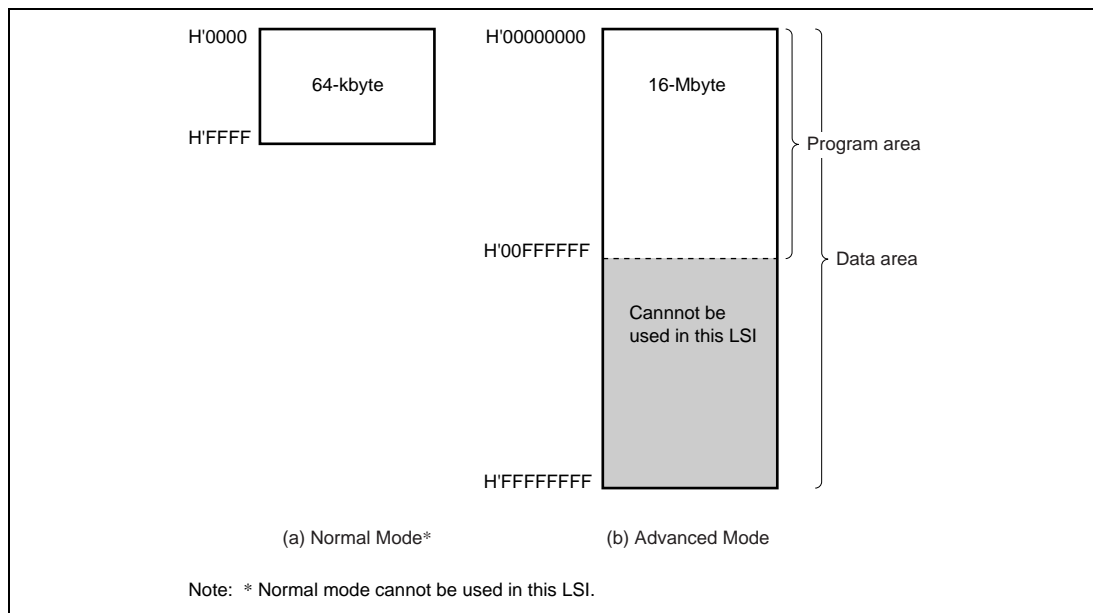 H'0000
64-kbyte
H'FFFF
(a) Normal Mode*
H'00000000
16-Mbyte
Program area
H'00FFFFFF
Data area
Cannnot be
used in this LSI
H'FFFFFFFF
(b) Advanced Mode
Note: * Normal mode cannot be used in this LSI.